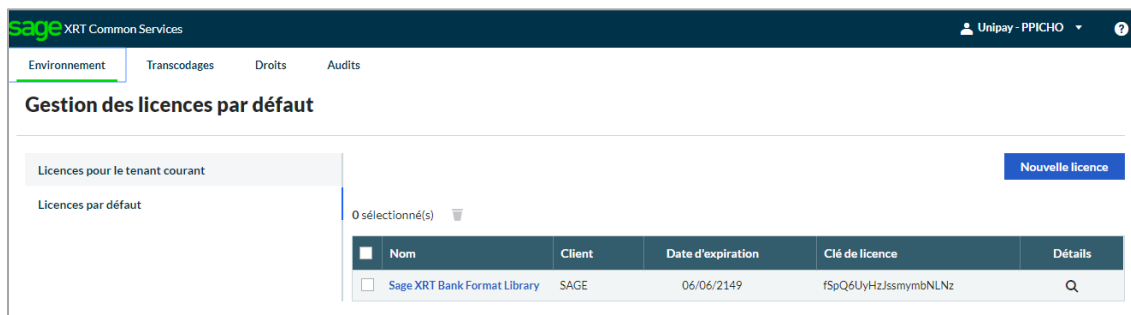 sage XRT Common Services
Unipay - PPICHO
?
Environnement Transcodages Droits Audits
Gestion des licences par défaut
Licences pour le tenant courant
Nouvelle licence
Licences par défaut
0 sélectionné(s)
Nom Client Date d'expiration Clé de licence Détails
Sage XRT Bank Format Library SAGE 06/06/2149 fSpQ6UyHzJssmymbNLNz